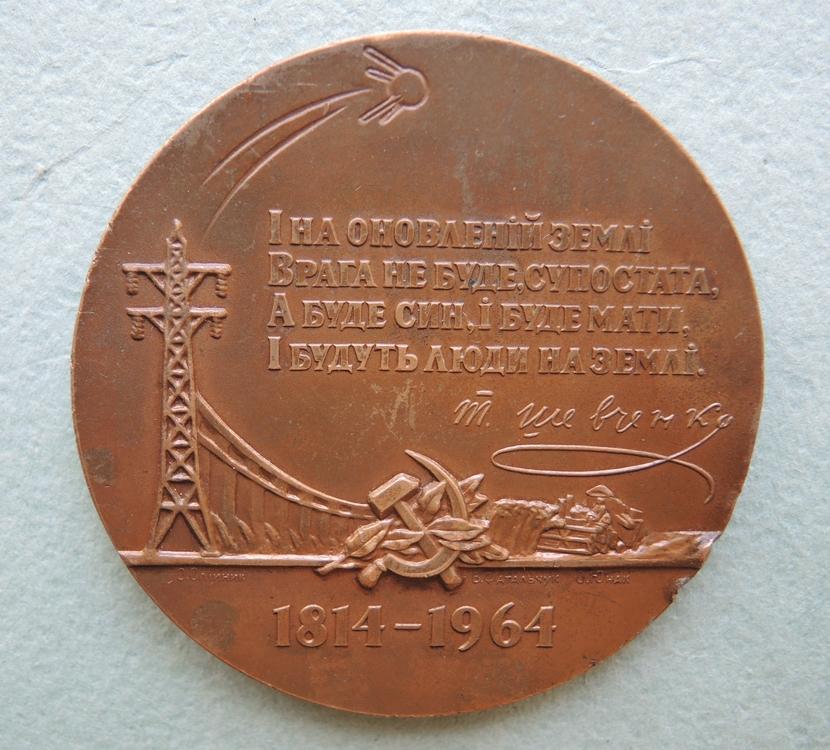 І НА ОНОВЛЕНІЙ ЗЕМЛІ
ВРАГА НЕ БУДЕ, СУПОСТАТА,
А БУДЕ СИН, І БУДЕ МАТИ,
І БУДУТЬ ЛЮДИ НА ЗЕМЛІ.
Т. Шевченко
1814–1964